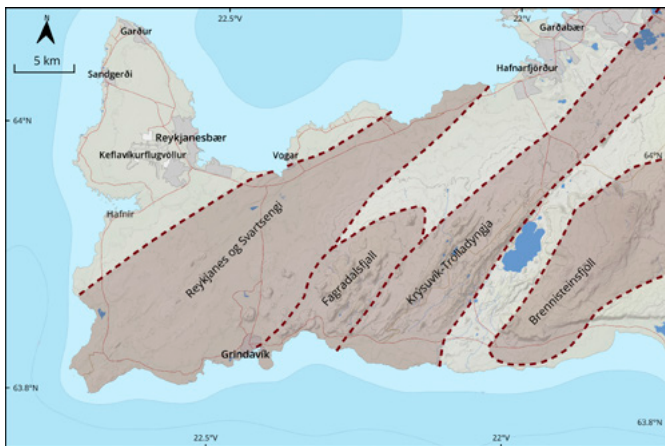 22.5°W
22°W
N
5 km
Garður
Sandgerði
Reykjanesbær
Keflavíkurflugvöllur
Hafnir
Vogar
Garðabær
Hafnarfjörður
64°N
64°N
Reykjanes og Svartsengi
Fagradalsfjall
Krýsuvík-Trölladyngja
Brennisteinsfjöll
Grindavík
63.8°N
63.8°N
22.5°W
22°W